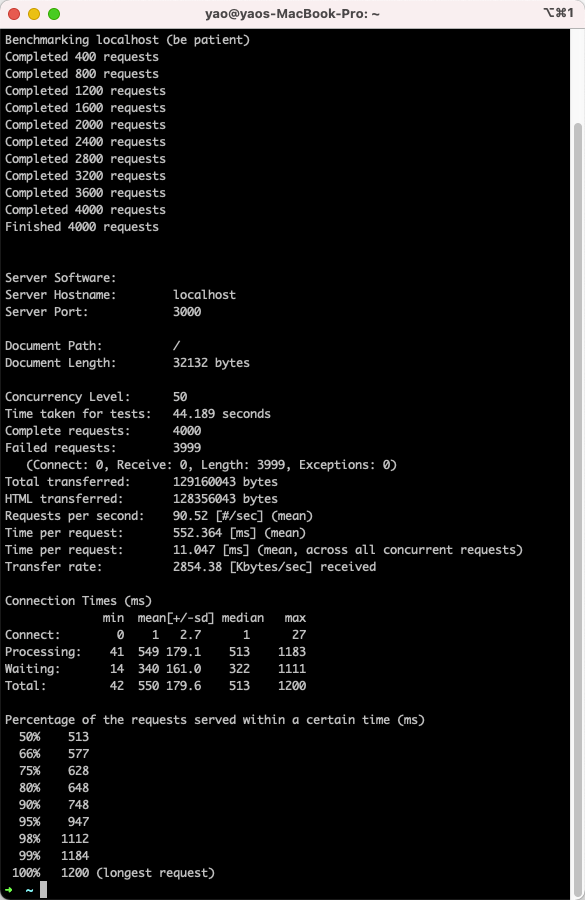 yao@yaos-MacBook-Pro: ~ ⌥⌘1
Benchmarking localhost (be patient)
Completed 400 requests
Completed 800 requests
Completed 1200 requests
Completed 1600 requests
Completed 2000 requests
Completed 2400 requests
Completed 2800 requests
Completed 3200 requests
Completed 3600 requests
Completed 4000 requests
Finished 4000 requests
Server Software:
Server Hostname:        localhost
Server Port:            3000
Document Path:          /
Document Length:        32132 bytes
Concurrency Level:      50
Time taken for tests:   44.189 seconds
Complete requests:      4000
Failed requests:        3999
   (Connect: 0, Receive: 0, Length: 3999, Exceptions: 0)
Total transferred:      129160043 bytes
HTML transferred:       128356043 bytes
Requests per second:    90.52 [#/sec] (mean)
Time per request:       552.364 [ms] (mean)
Time per request:       11.047 [ms] (mean, across all concurrent requests)
Transfer rate:          2854.38 [Kbytes/sec] received
Connection Times (ms)
              min  mean[+/-sd] median   max
Connect:        0    1   2.7      1      27
Processing:    41  549 179.1    513    1183
Waiting:       14  340 161.0    322    1111
Total:         42  550 179.6    513    1200
Percentage of the requests served within a certain time (ms)
  50%    513
  66%    577
  75%    628
  80%    648
  90%    748
  95%    947
  98%   1112
  99%   1184
 100%   1200 (longest request)
➜  ~